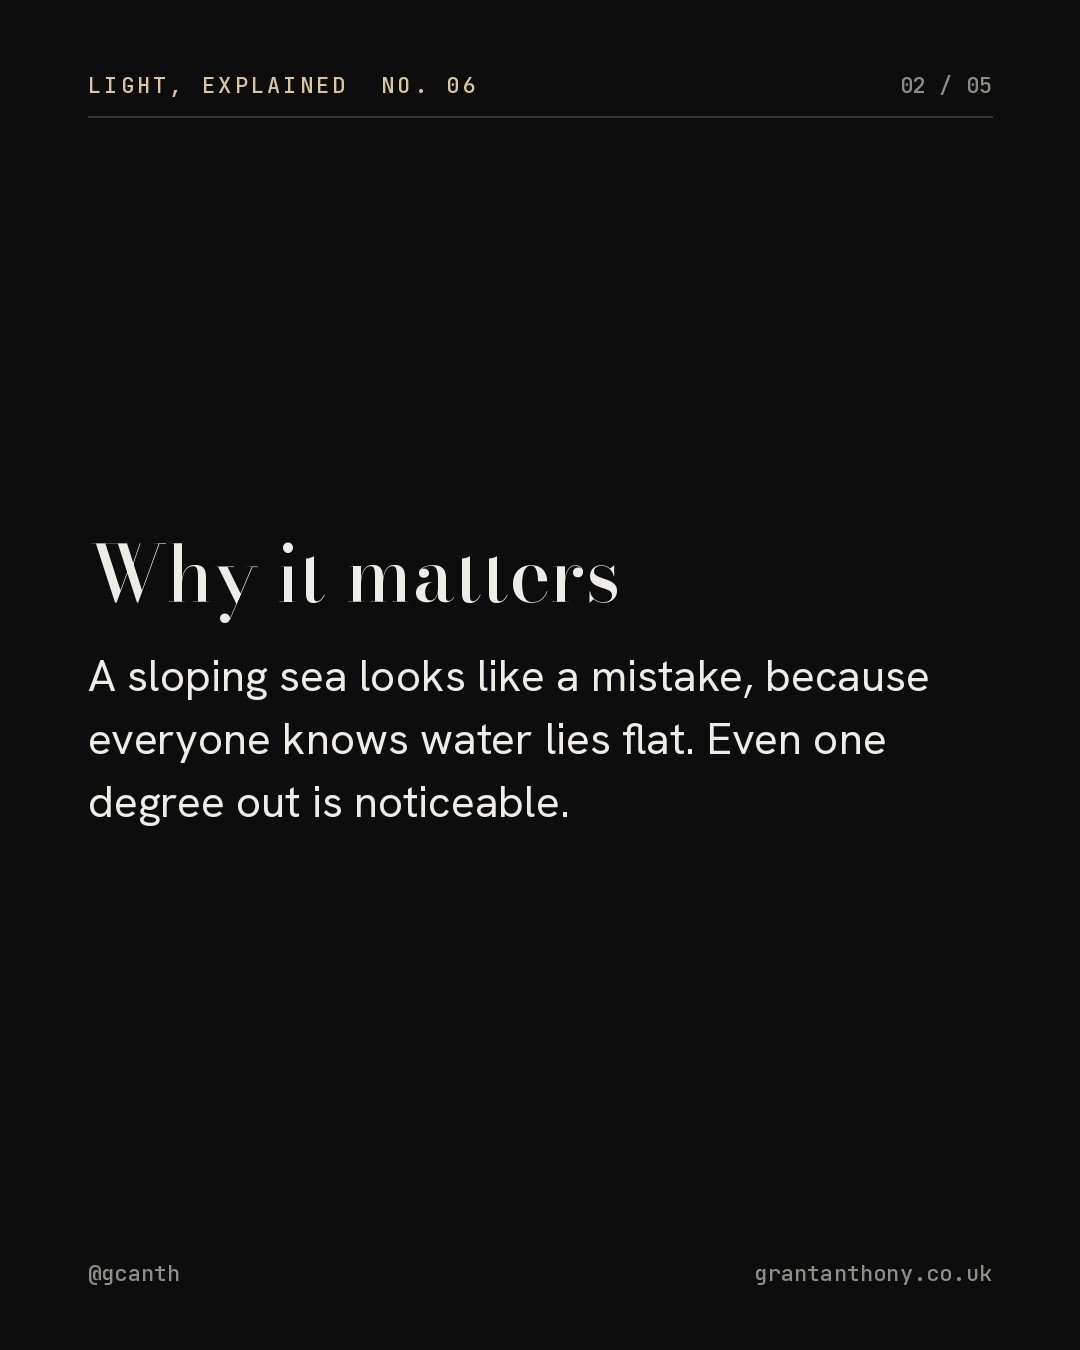 LIGHT, EXPLAINED NO. 06
02 / 05
Why it matters
A sloping sea looks like a mistake, because
everyone knows water lies flat. Even one
degree out is noticeable.
@gcanth
grantanthony.co.uk